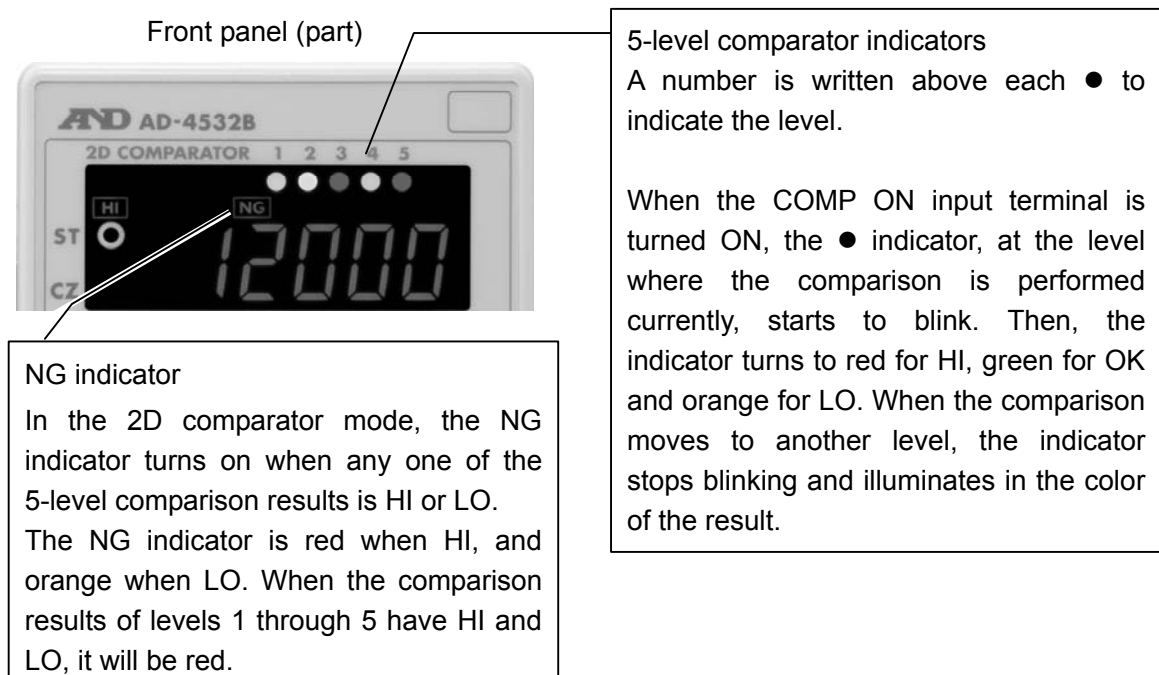 Front panel (part)
AND AD-4532B
2D COMPARATOR 1 2 3 4 5
HI NG
ST
12000
CZ
5-level comparator indicators
A number is written above each ● to
indicate the level.
When the COMP ON input terminal is
turned ON, the ● indicator, at the level
where the comparison is performed
currently, starts to blink. Then, the
indicator turns to red for HI, green for OK
and orange for LO. When the comparison
moves to another level, the indicator
stops blinking and illuminates in the color
of the result.
NG indicator
In the 2D comparator mode, the NG
indicator turns on when any one of the
5-level comparison results is HI or LO.
The NG indicator is red when HI, and
orange when LO. When the comparison
results of levels 1 through 5 have HI and
LO, it will be red.